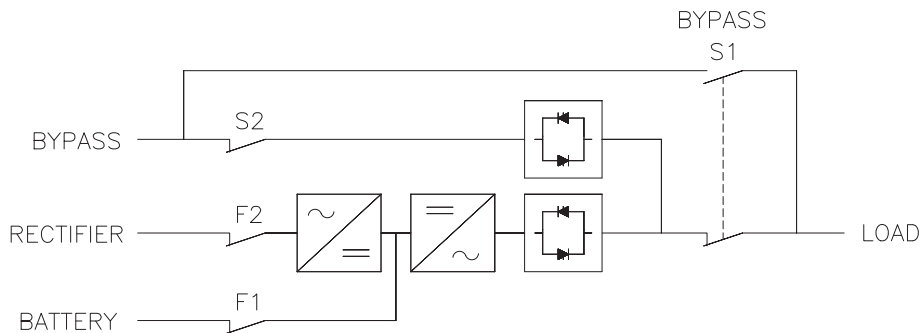 BYPASS
S1
S2
BYPASS
F2
RECTIFIER
LOAD
F1
BATTERY